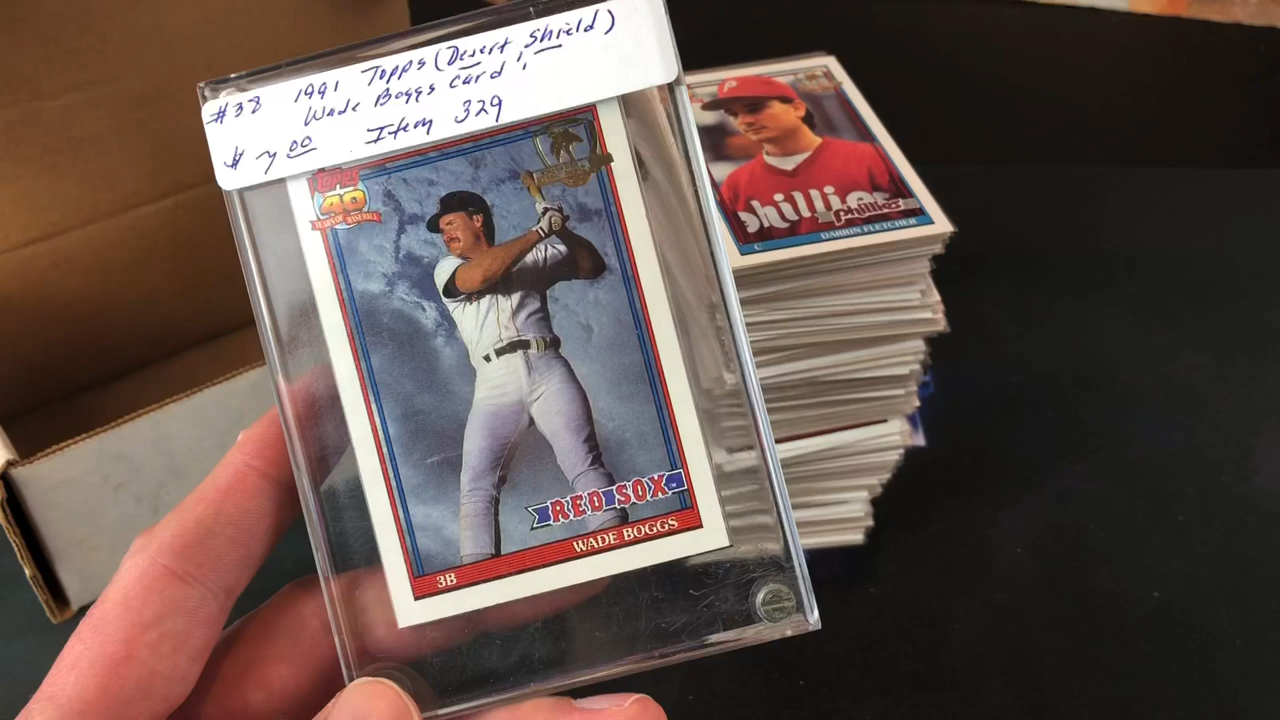 #38 1991 Topps (Desert Shield)
Wade Boggs card
$7.00 Item 329
Topps
40
YEARS OF BASEBALL
RED SOX
WADE BOGGS
3B
P
phillies
Phillies
DARRIN FLETCHER
C